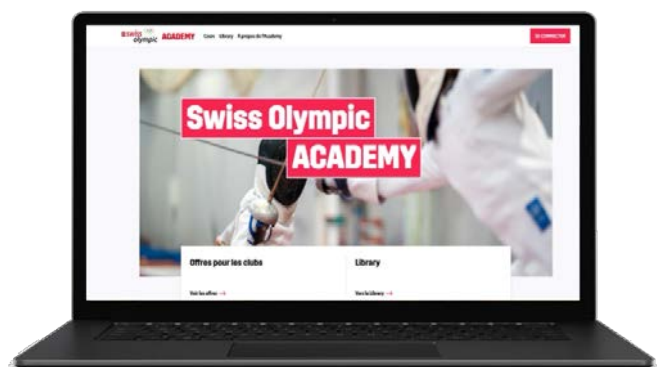 swiss olympic ACADEMY Cours Library A propos de l'Academy SE CONNECTER
Swiss Olympic
ACADEMY
Offres pour les clubs Library
Voir les offres → Vers la Library →